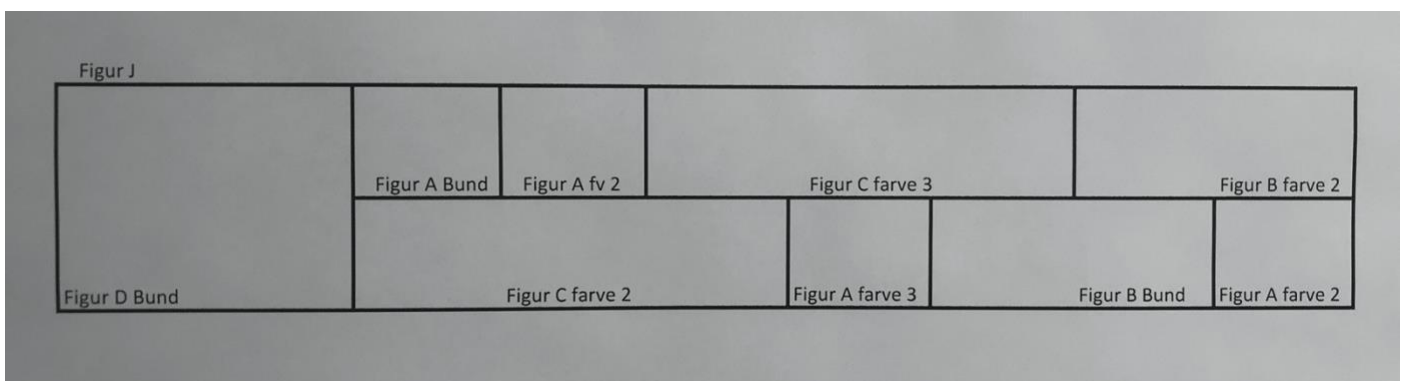 Figur J
Figur A Bund
Figur A fv 2
Figur C farve 3
Figur B farve 2
Figur D Bund
Figur C farve 2
Figur A farve 3
Figur B Bund
Figur A farve 2